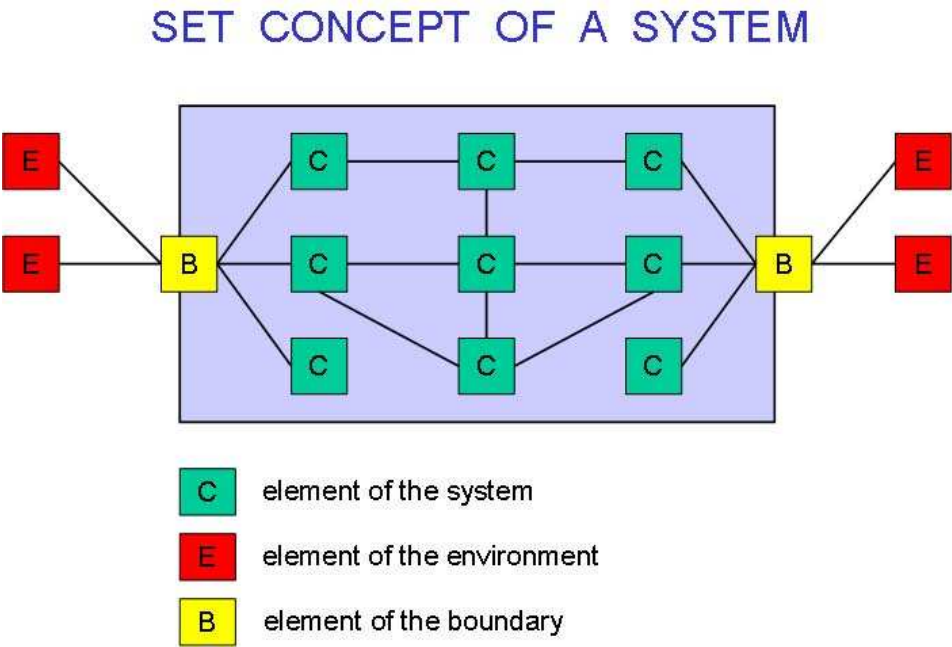 SET CONCEPT OF A SYSTEM
E C C C E
E B C C C B E
C C C
C element of the system
E element of the environment
B element of the boundary